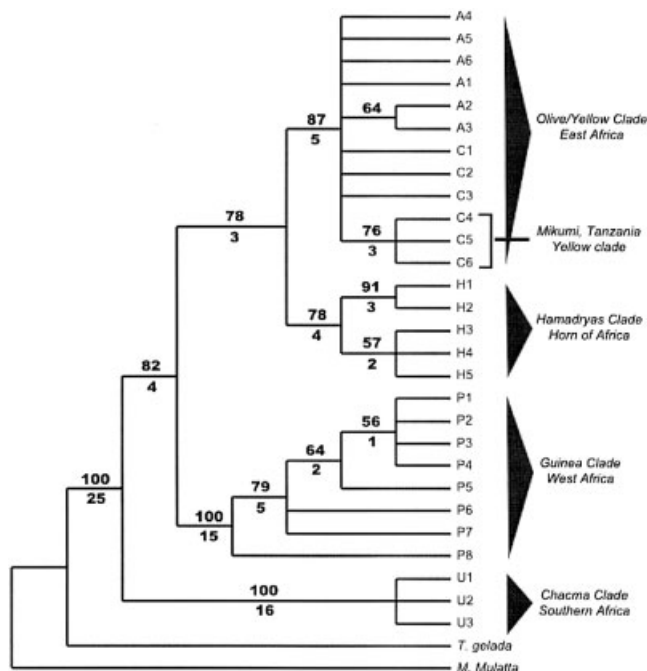 A4
A5
A6
A1
64
A2
87
Olive/Yellow Clade
East Africa
A3
5
C1
C2
C3
78
76
C4
3
3
C5
Mikumi, Tanzania
Yellow clade
C6
91
H1
78
3
H2
Hamadryas Clade
Horn of Africa
4
57
H3
2
H4
82
H5
4
56
P1
1
P2
64
P3
2
P4
Guinea Clade
West Africa
100
79
P5
25
5
P6
100
P7
15
P8
100
U1
16
U2
Chacma Clade
Southern Africa
U3
T. gelada
M. Mulatta